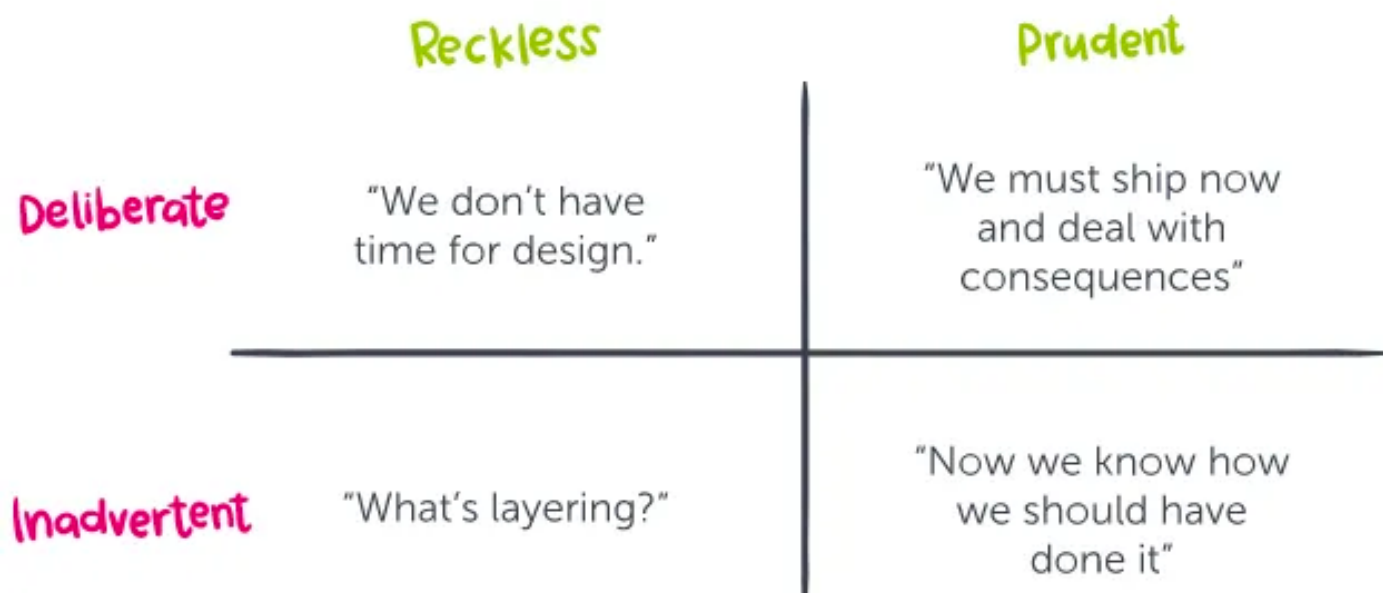 Reckless
Prudent
Deliberate
“We don’t have
time for design.”
“We must ship now
and deal with
consequences”
Inadvertent
“What’s layering?”
“Now we know how
we should have
done it”